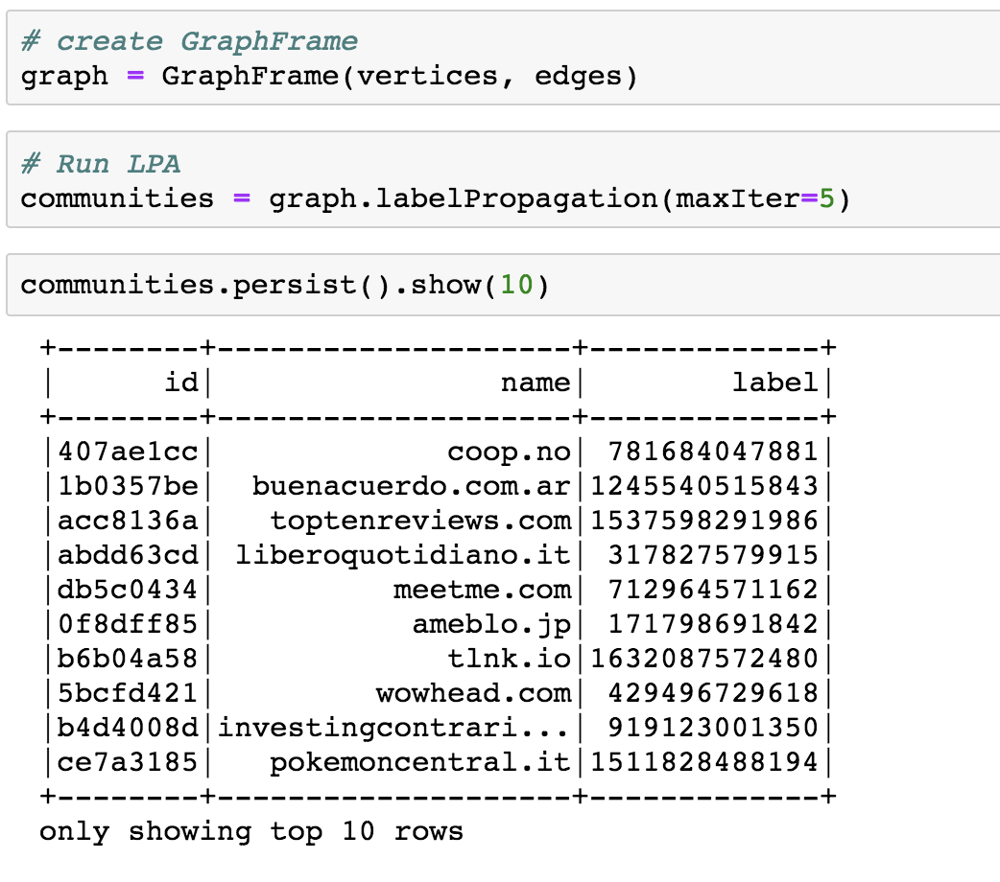 # create GraphFrame
graph = GraphFrame(vertices, edges)
# Run LPA
communities = graph.labelPropagation(maxIter=5)
communities.persist().show(10)
+--------+--------------------+-------------+
|      id|                name|        label|
+--------+--------------------+-------------+
|407ae1cc|             coop.no| 781684047881|
|1b0357be|  buenacuerdo.com.ar|1245540515843|
|acc8136a|   toptenreviews.com|1537598291986|
|abdd63cd| liberoquotidiano.it| 317827579915|
|db5c0434|          meetme.com| 712964571162|
|0f8dff85|           ameblo.jp| 171798691842|
|b6b04a58|             tlnk.io|1632087572480|
|5bcfd421|         wowhead.com| 429496729618|
|b4d4008d|investingcontrari...| 919123001350|
|ce7a3185|   pokemoncentral.it|1511828488194|
+--------+--------------------+-------------+
only showing top 10 rows